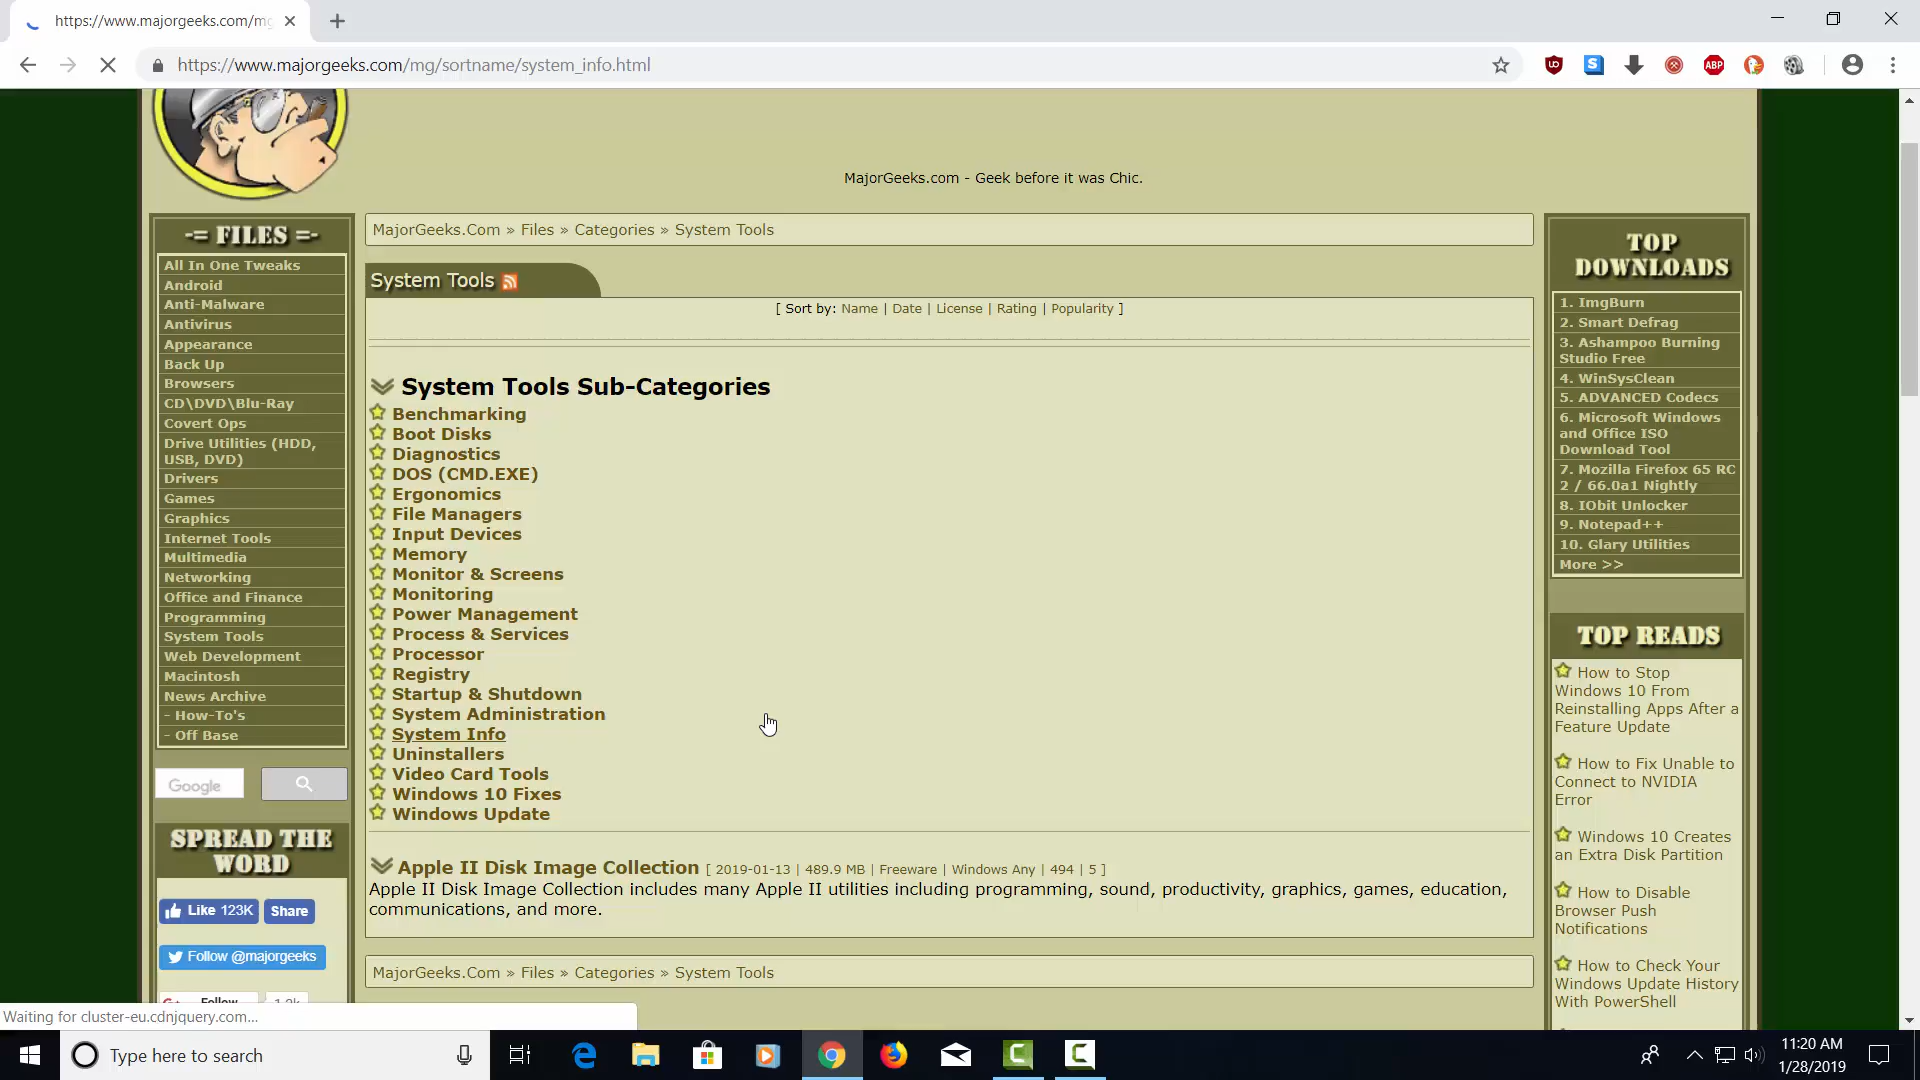 https://www.majorgeeks.com/mg
https://www.majorgeeks.com/mg/sortname/system_info.html
MajorGeeks.com - Geek before it was Chic.
-= FILES =-
All In One Tweaks
Android
Anti-Malware
Antivirus
Appearance
Back Up
Browsers
CD\DVD\Blu-Ray
Covert Ops
Drive Utilities (HDD,
USB, DVD)
Drivers
Games
Graphics
Internet Tools
Multimedia
Networking
Office and Finance
Programming
System Tools
Web Development
Macintosh
News Archive
- How-To's
- Off Base
Google
SPREAD THE
WORD
Like 123K
Share
Follow @majorgeeks
Follow
MajorGeeks.Com » Files » Categories » System Tools
System Tools
[ Sort by: Name | Date | License | Rating | Popularity ]
System Tools Sub-Categories
Benchmarking
Boot Disks
Diagnostics
DOS (CMD.EXE)
Ergonomics
File Managers
Input Devices
Memory
Monitor & Screens
Monitoring
Power Management
Process & Services
Processor
Registry
Startup & Shutdown
System Administration
System Info
Uninstallers
Video Card Tools
Windows 10 Fixes
Windows Update
Apple II Disk Image Collection [ 2019-01-13 | 489.9 MB | Freeware | Windows Any | 494 | 5 ]
Apple II Disk Image Collection includes many Apple II utilities including programming, sound, productivity, graphics, games, education,
communications, and more.
MajorGeeks.Com » Files » Categories » System Tools
TOP
DOWNLOADS
1. ImgBurn
2. Smart Defrag
3. Ashampoo Burning
Studio Free
4. WinSysClean
5. ADVANCED Codecs
6. Microsoft Windows
and Office ISO
Download Tool
7. Mozilla Firefox 65 RC
2 / 66.0a1 Nightly
8. IObit Unlocker
9. Notepad++
10. Glary Utilities
More >>
TOP READS
How to Stop
Windows 10 From
Reinstalling Apps After a
Feature Update
How to Fix Unable to
Connect to NVIDIA
Error
Windows 10 Creates
an Extra Disk Partition
How to Disable
Browser Push
Notifications
How to Check Your
Windows Update History
With PowerShell
Waiting for cluster-eu.cdnjquery.com...
Type here to search
11:20 AM
1/28/2019
ABP